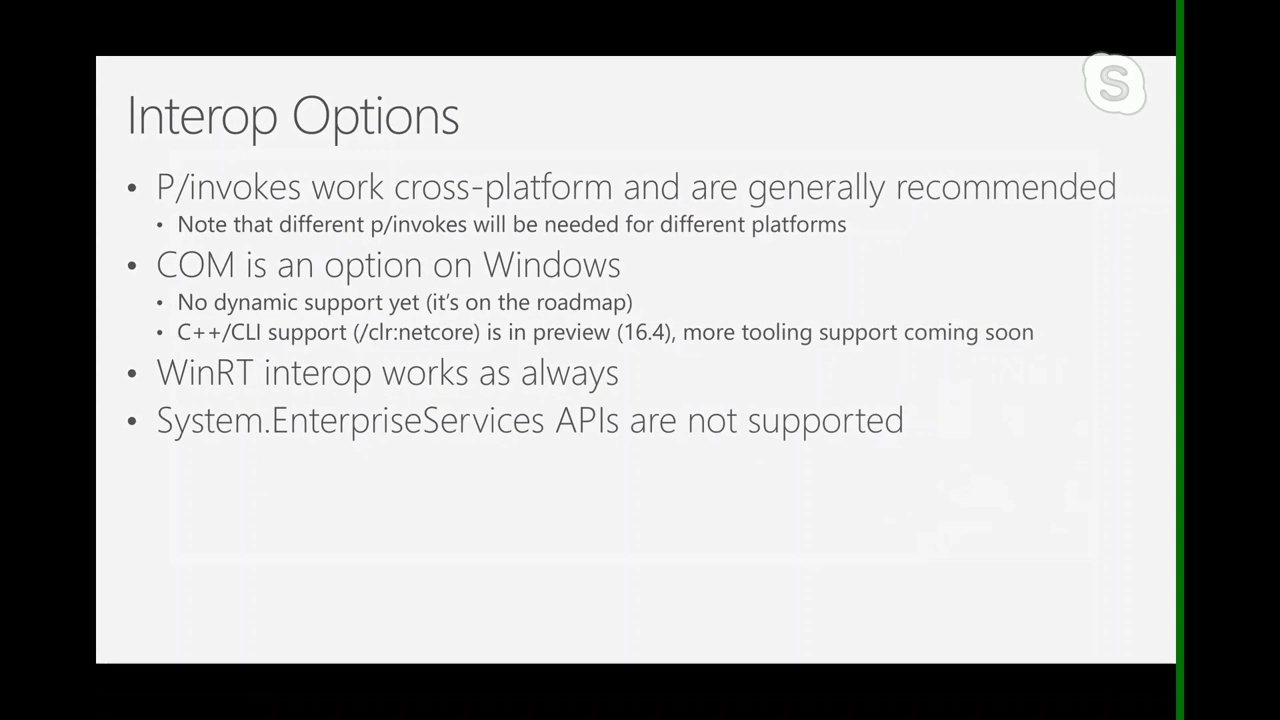 S
Interop Options
• P/invokes work cross-platform and are generally recommended
• Note that different p/invokes will be needed for different platforms
• COM is an option on Windows
• No dynamic support yet (it's on the roadmap)
• C++/CLI support (/clr:netcore) is in preview (16.4), more tooling support coming soon
• WinRT interop works as always
• System.EnterpriseServices APIs are not supported